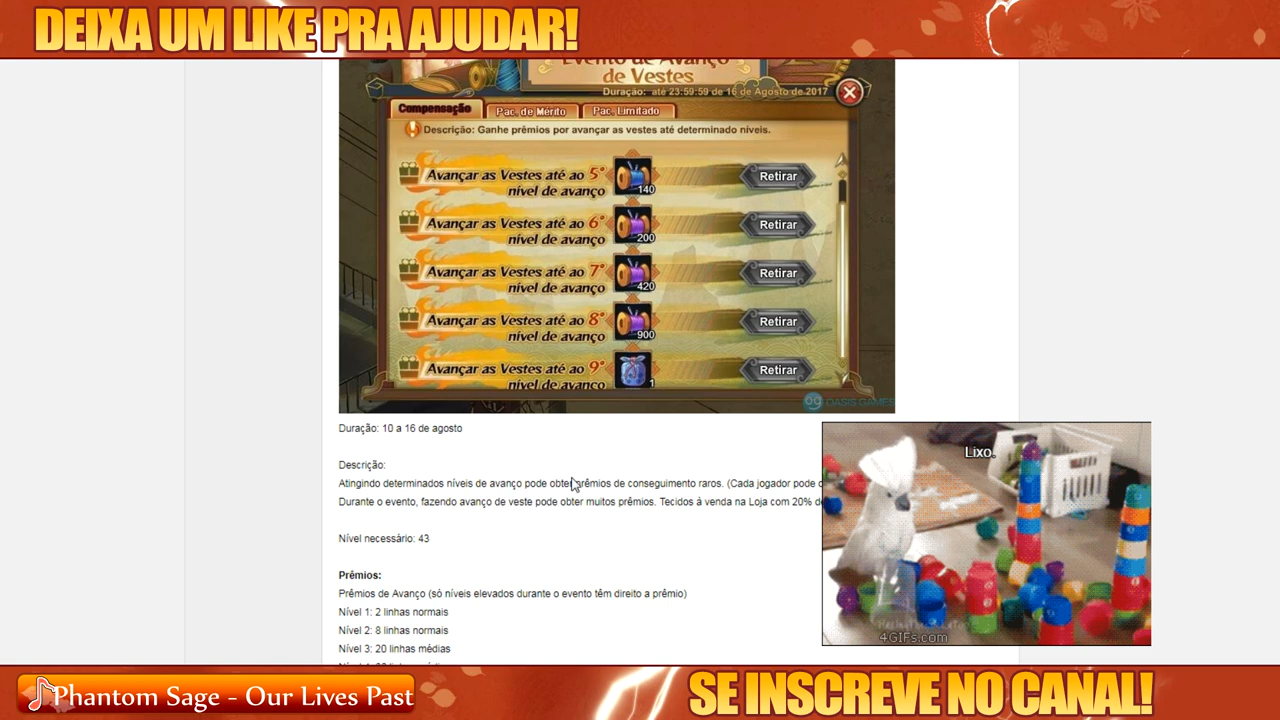 DEIXA UM LIKE PRA AJUDAR!
Evento de Avanço
de Vestes
Duração: até 23:59:59 de 16 de Agosto de 2017
Compensação
Pac. de Mérito
Pac. Limitado
Descrição: Ganhe prêmios por avançar as vestes até determinado níveis.
Avançar as Vestes até ao 5°
nível de avanço
140
Retirar
Avançar as Vestes até ao 6°
nível de avanço
200
Retirar
Avançar as Vestes até ao 7°
nível de avanço
420
Retirar
Avançar as Vestes até ao 8°
nível de avanço
900
Retirar
Avançar as Vestes até ao 9°
nível de avanço
1
Retirar
og OASIS GAMES
Duração: 10 a 16 de agosto
Descrição:
Atingindo determinados níveis de avanço pode obter prêmios de conseguimento raros. (Cada jogador pode
Durante o evento, fazendo avanço de veste pode obter muitos prêmios. Tecidos à venda na Loja com 20%
Nível necessário: 43
Prêmios:
Prêmios de Avanço (só níveis elevados durante o evento têm direito a prêmio)
Nível 1: 2 linhas normais
Nível 2: 8 linhas normais
Nível 3: 20 linhas médias
Lixo.
4GIFs.com
Phantom Sage - Our Lives Past
SE INSCREVE NO CANAL!